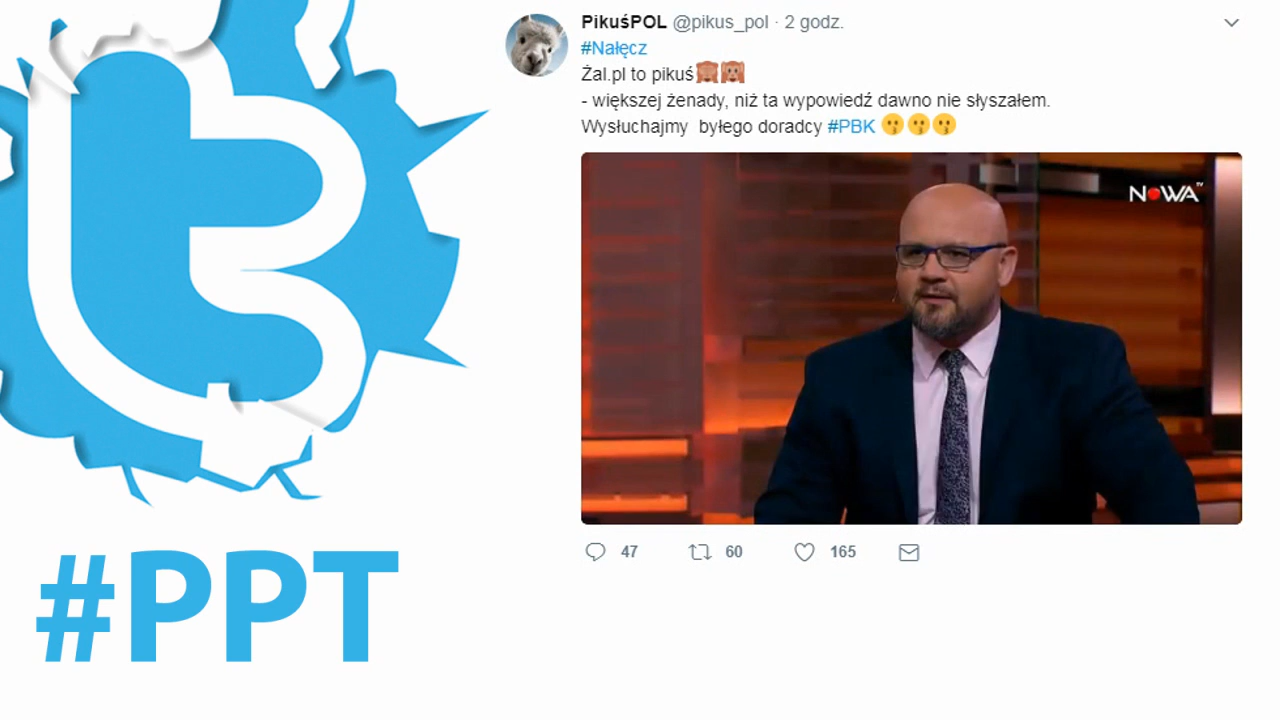 PikuśPOL @pikus_pol · 2 godz.
#Nałęcz
Żal.pl to pikuś🙈🙊
- większej żenady, niż ta wypowiedź dawno nie słyszałem.
Wysłuchajmy byłego doradcy #PBK 😗😗😗
NOWA TV
47 60 165
#PPT